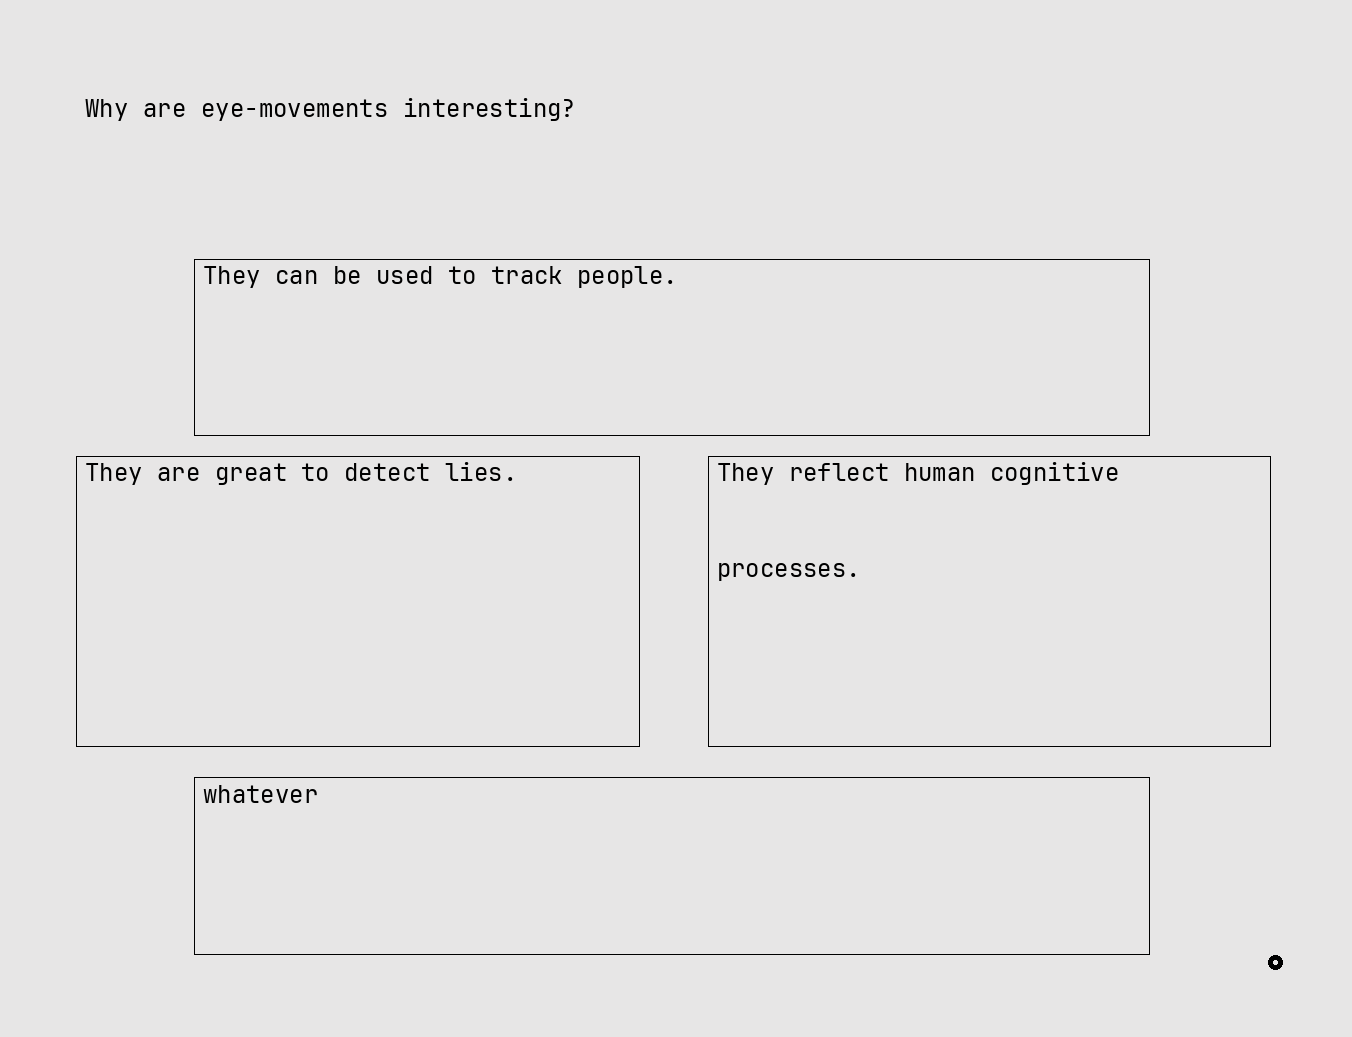 Why are eye-movements interesting?
They can be used to track people.
They are great to detect lies.
They reflect human cognitive
processes.
whatever